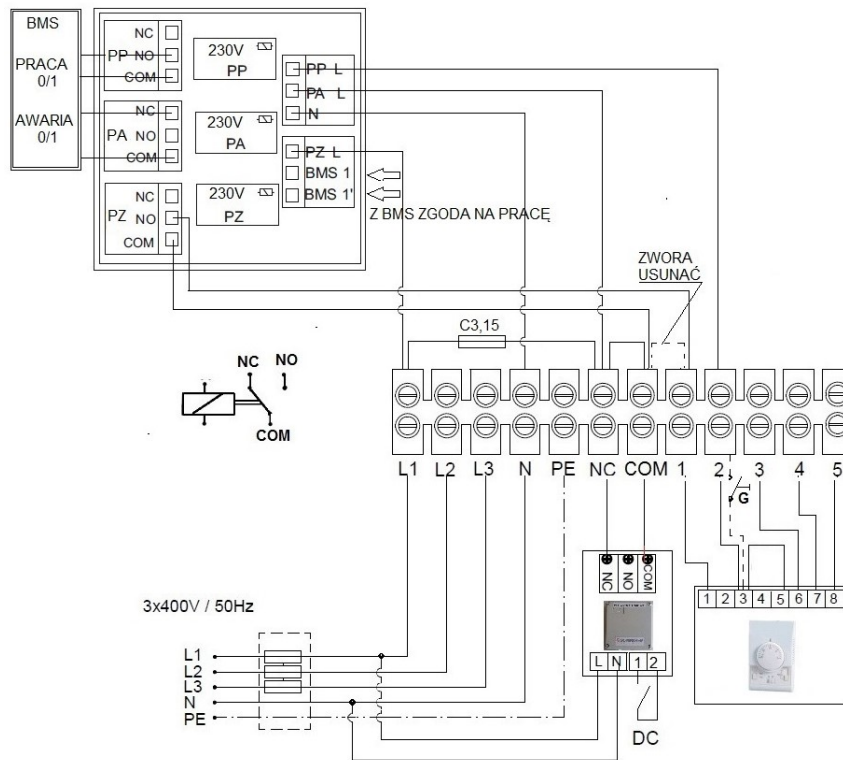 BMS
PRACA
0/1
AWARIA
0/1
NC
PP NO
COM
NC
PA NO
COM
NC
PZ NO
COM
230V
PP
230V
PA
230V
PZ
PP L
PA L
N
PZ L
BMS 1
BMS 1'
Z BMS ZGODA NA PRACĘ
ZWORA
USUNAĆ
C3,15
NC NO
COM
L1 L2 L3 N PE NC COM 1 2 3 4 5
G
NC NO COM
L N 1 2
DC
1 2 3 4 5 6 7 8
3x400V / 50Hz
L1
L2
L3
N
PE